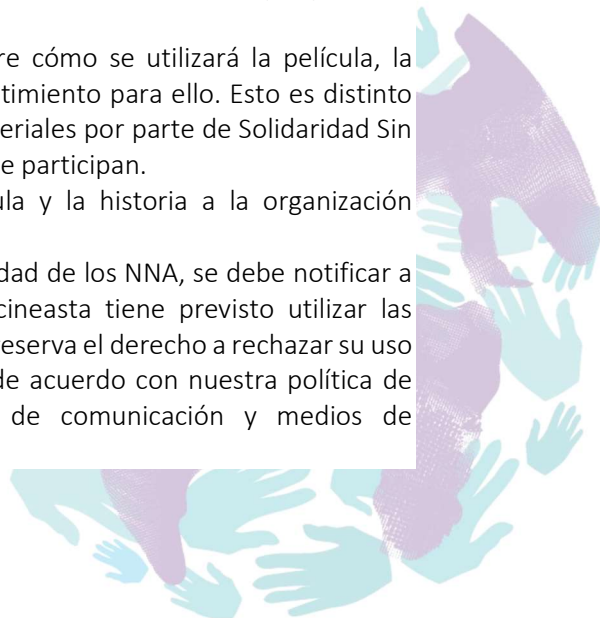 re cómo se utilizará la película, la
timiento para ello. Esto es distinto
eriales por parte de Solidaridad Sin
e participan.
ula y la historia a la organización
dad de los NNA, se debe notificar a
cineasta tiene previsto utilizar las
reserva el derecho a rechazar su uso
de acuerdo con nuestra política de
de comunicación y medios de